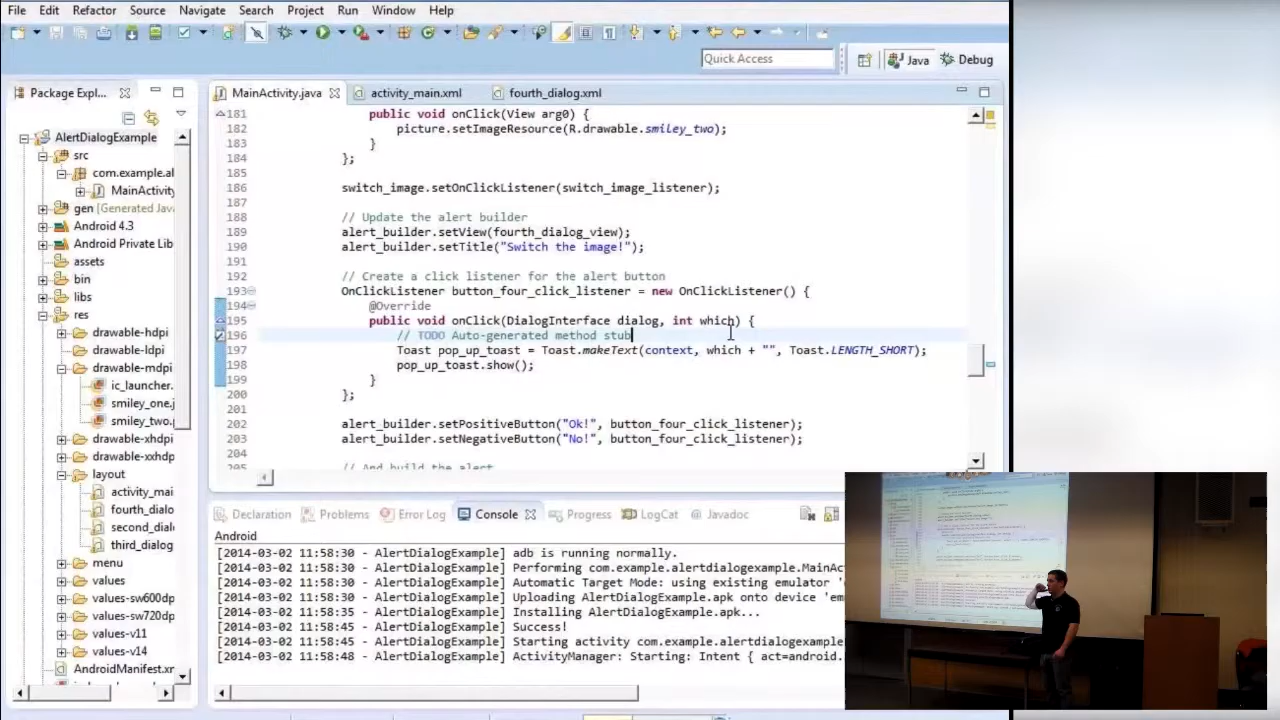 File Edit Refactor Source Navigate Search Project Run Window Help
Quick Access
Java
Debug
Package Expl...
MainActivity.java
activity_main.xml
fourth_dialog.xml
AlertDialogExample
src
com.example.al
MainActivity
gen [Generated Java
Android 4.3
Android Private Lib
assets
bin
libs
res
drawable-hdpi
drawable-ldpi
drawable-mdpi
ic_launcher.
smiley_one.j
smiley_two.j
drawable-xhdpi
drawable-xxhdp
layout
activity_mai
fourth_dialo
second_dialo
third_dialog
menu
values
values-sw600dp
values-sw720dp
values-v11
values-v14
AndroidManifest.xm
181 public void onClick(View arg0) {
182 picture.setImageResource(R.drawable.smiley_two);
183 }
184 };
185
186 switch_image.setOnClickListener(switch_image_listener);
187
188 // Update the alert builder
189 alert_builder.setView(fourth_dialog_view);
190 alert_builder.setTitle("Switch the image!");
191
192 // Create a click listener for the alert button
193 OnClickListener button_four_click_listener = new OnClickListener() {
194 @Override
195 public void onClick(DialogInterface dialog, int which) {
196 // TODO Auto-generated method stub
197 Toast pop_up_toast = Toast.makeText(context, which + "", Toast.LENGTH_SHORT);
198 pop_up_toast.show();
199 }
200 };
201
202 alert_builder.setPositiveButton("Ok!", button_four_click_listener);
203 alert_builder.setNegativeButton("No!", button_four_click_listener);
204
205 // And build the alert
Declaration Problems Error Log Console Progress LogCat Javadoc
Android
[2014-03-02 11:58:30 - AlertDialogExample] adb is running normally.
[2014-03-02 11:58:30 - AlertDialogExample] Performing com.example.alertdialogexample.MainAc
[2014-03-02 11:58:30 - AlertDialogExample] Automatic Target Mode: using existing emulator '
[2014-03-02 11:58:30 - AlertDialogExample] Uploading AlertDialogExample.apk onto device 'em
[2014-03-02 11:58:39 - AlertDialogExample] Installing AlertDialogExample.apk...
[2014-03-02 11:58:45 - AlertDialogExample] Success!
[2014-03-02 11:58:45 - AlertDialogExample] Starting activity com.example.alertdialogexample
[2014-03-02 11:58:48 - AlertDialogExample] ActivityManager: Starting: Intent { act=android.